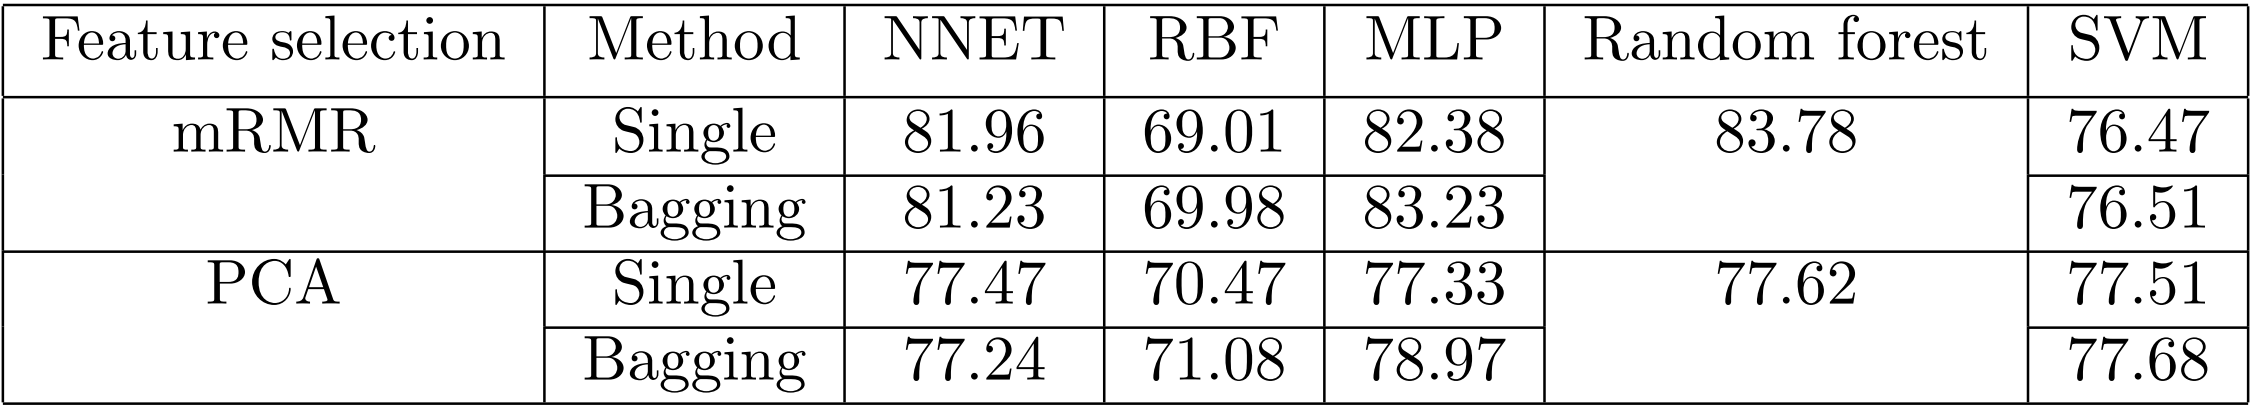 Feature selection Method NNET RBF MLP Random forest SVM
mRMR Single 81.96 69.01 82.38 83.78 76.47
Bagging 81.23 69.98 83.23 76.51
PCA Single 77.47 70.47 77.33 77.62 77.51
Bagging 77.24 71.08 78.97 77.68